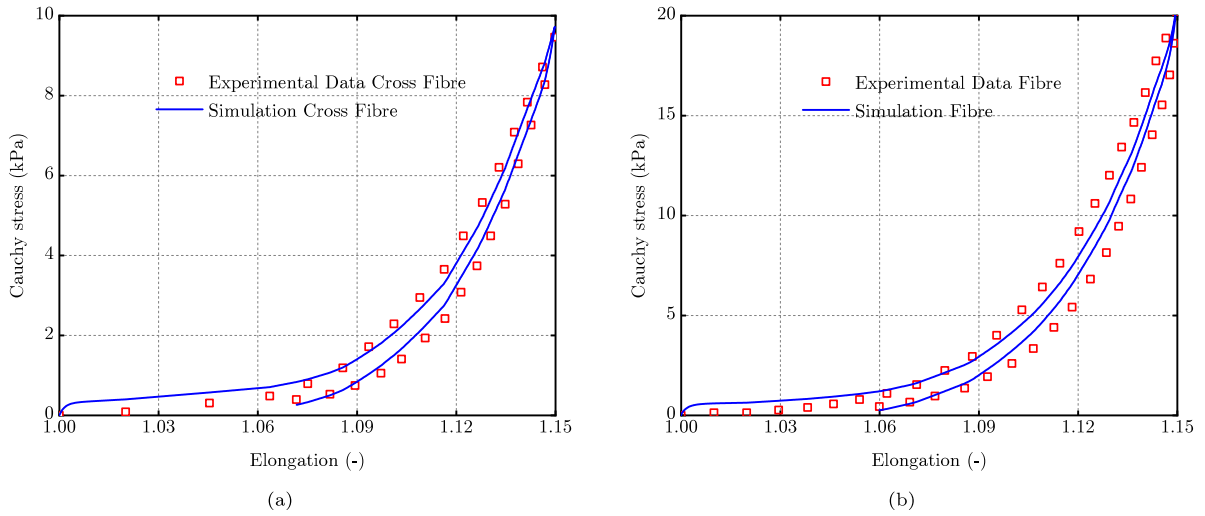 10
8
6
4
2
0
Cauchy stress (kPa)
Experimental Data Cross Fibre
Simulation Cross Fibre
1.00 1.03 1.06 1.09 1.12 1.15
Elongation (-)
(a)
20
15
10
5
0
Cauchy stress (kPa)
Experimental Data Fibre
Simulation Fibre
1.00 1.03 1.06 1.09 1.12 1.15
Elongation (-)
(b)